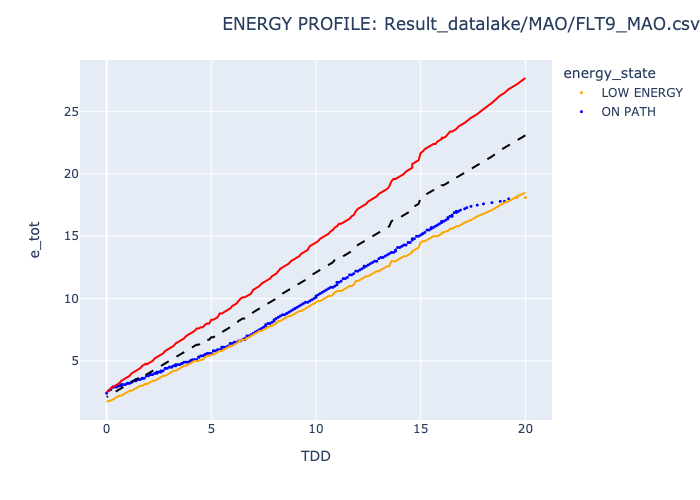 ENERGY PROFILE: Result_datalake/MAO/FLT9_MAO.csv
energy_state
LOW ENERGY
ON PATH
25
20
15
10
5
e_tot
0
5
10
15
20
TDD